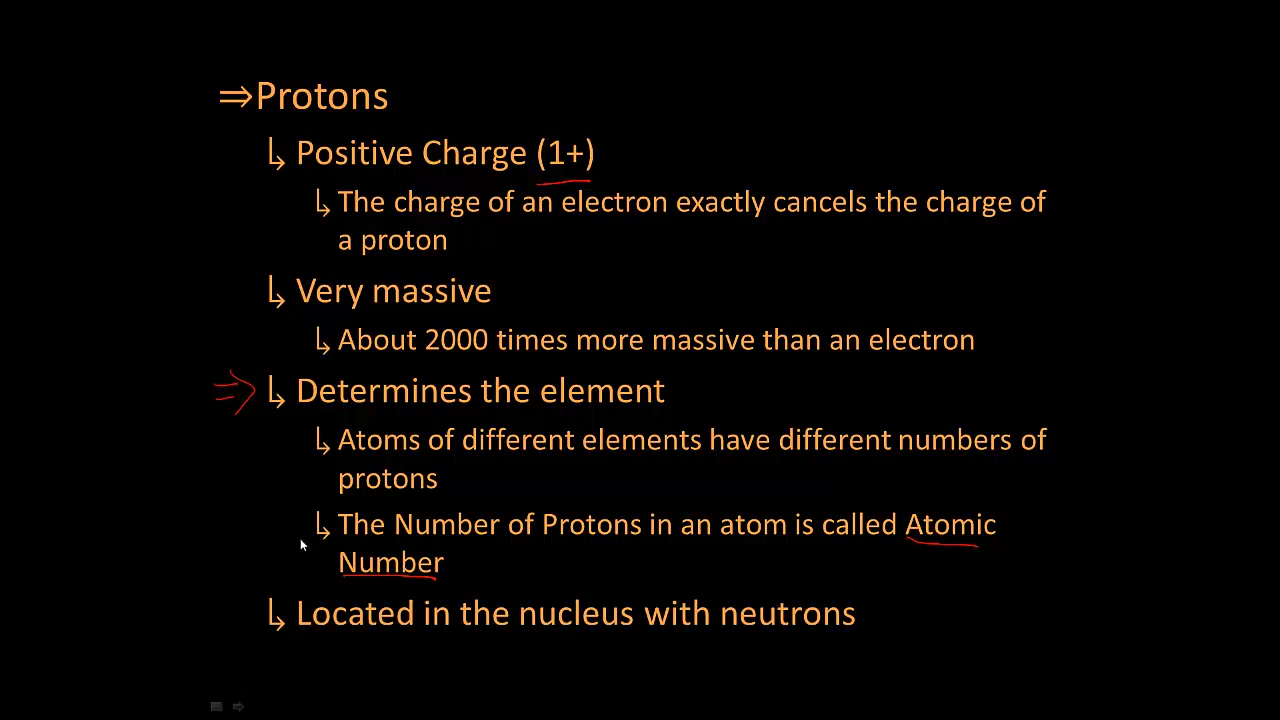 ⇒Protons
↳ Positive Charge (1+)
↳ The charge of an electron exactly cancels the charge of
a proton
↳ Very massive
↳ About 2000 times more massive than an electron
↳ Determines the element
↳ Atoms of different elements have different numbers of
protons
↳ The Number of Protons in an atom is called Atomic
Number
↳ Located in the nucleus with neutrons